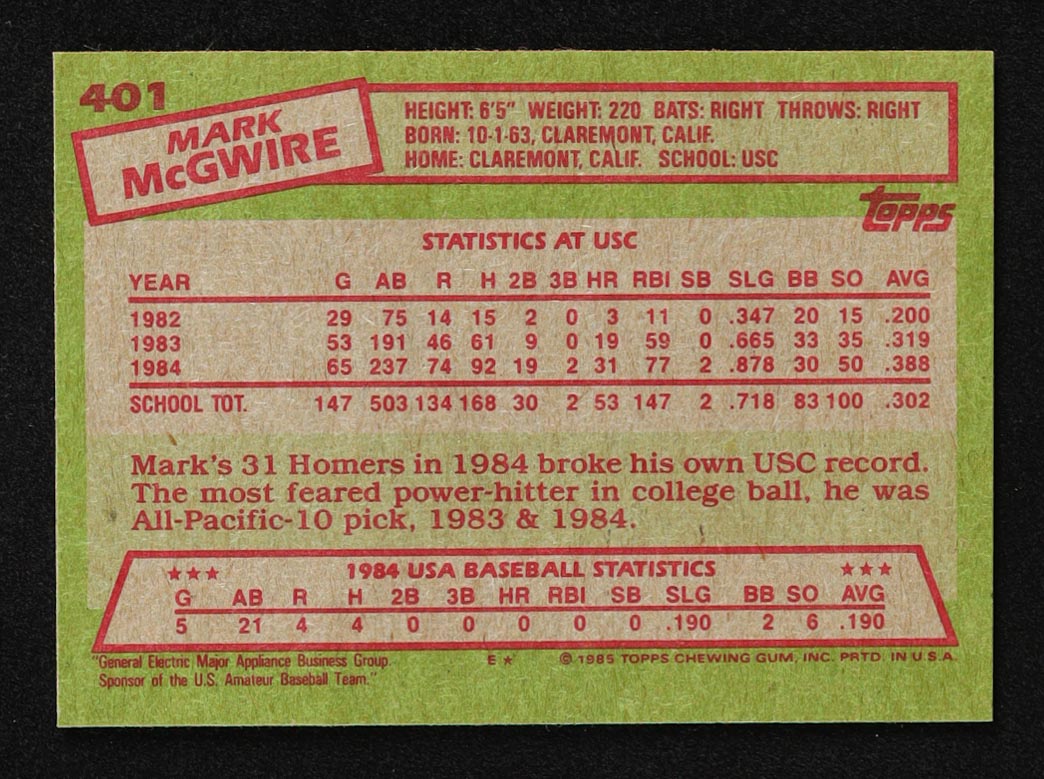 401
MARK
McGWIRE
HEIGHT: 6'5" WEIGHT: 220 BATS: RIGHT THROWS: RIGHT
BORN: 10-1-63, CLAREMONT, CALIF.
HOME: CLAREMONT, CALIF. SCHOOL: USC
topps
STATISTICS AT USC
YEAR G AB R H 2B 3B HR RBI SB SLG BB SO AVG
1982 29 75 14 15 2 0 3 11 0 .347 20 15 .200
1983 53 191 46 61 9 0 19 59 0 .665 33 35 .319
1984 65 237 74 92 19 2 31 77 2 .878 30 50 .388
SCHOOL TOT. 147 503 134 168 30 2 53 147 2 .718 83 100 .302
Mark's 31 Homers in 1984 broke his own USC record.
The most feared power-hitter in college ball, he was
All-Pacific-10 pick, 1983 & 1984.
★★★ 1984 USA BASEBALL STATISTICS ★★★
G AB R H 2B 3B HR RBI SB SLG BB SO AVG
5 21 4 4 0 0 0 0 0 .190 2 6 .190
"General Electric Major Appliance Business Group.
Sponsor of the U.S. Amateur Baseball Team."
E★ © 1985 TOPPS CHEWING GUM, INC. PRTD. IN U.S.A.